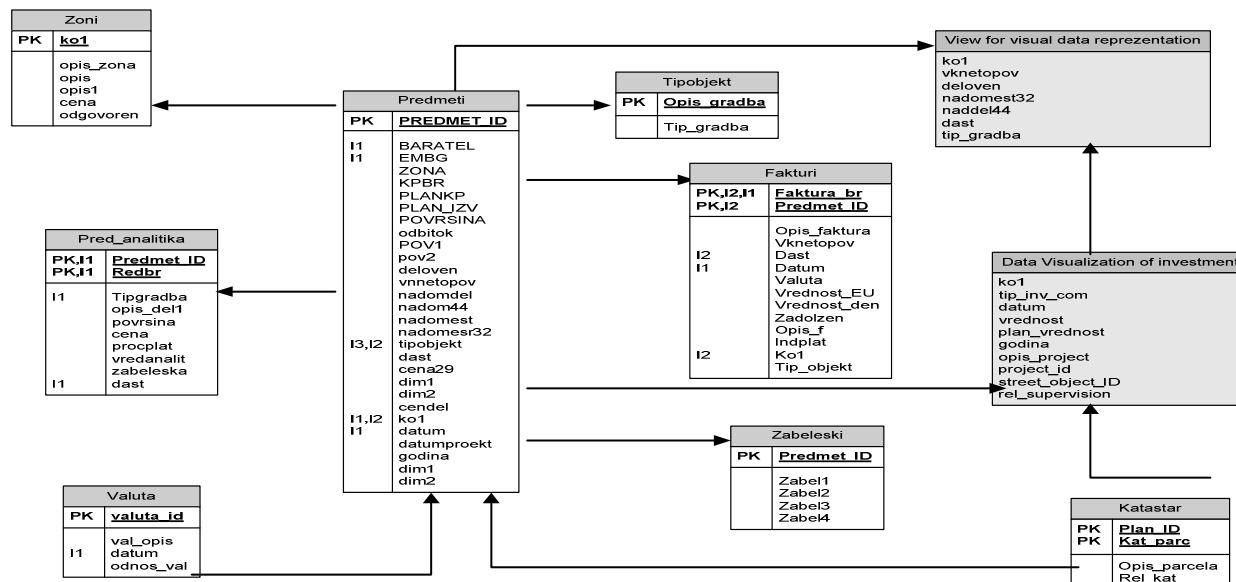 Zoni
PK ko1
opis_zona
opis
opis1
cena
odgovoren
Pred_analitika
PK,I1 Predmet_ID
PK,I1 Redbr
I1 Tipgradba
opis_del1
povrsina
cena
procplat
vredanalit
zabeleska
I1 dast
Valuta
PK valuta_id
val_opis
I1 datum
odnos_val
Predmeti
PK PREDMET_ID
I1 BARATEL
I1 EMBG
ZONA
KPBR
PLANKP
PLAN_IZV
POVRSINA
odbitok
POV1
pov2
deloven
vnnetopov
nadomdel
nadom44
nadomest
nadomesr32
I3,I2 tipobjekt
dast
cena29
dim1
dim2
cendel
I1,I2 ko1
I1 datum
datumproekt
godina
dim1
dim2
Tipobjekt
PK Opis_gradba
Tip_gradba
Fakturi
PK,I2,I1 Faktura_br
PK,I2 Predmet_ID
Opis_faktura
Vknetopov
I2 Dast
I1 Datum
Valuta
Vrednost_EU
Vrednost_den
Zadolzen
Opis_f
Indplat
I2 Ko1
Tip_objekt
Zabeleski
PK Predmet_ID
Zabel1
Zabel2
Zabel3
Zabel4
View for visual data reprezentation
ko1
vknetopov
deloven
nadomest32
naddel44
dast
tip_gradba
Data Visualization of investment
ko1
tip_inv_com
datum
vrednost
plan_vrednost
godina
opis_project
project_id
street_object_ID
rel_supervision
Katastar
PK Plan_ID
PK Kat_parc
Opis_parcela
Rel_kat